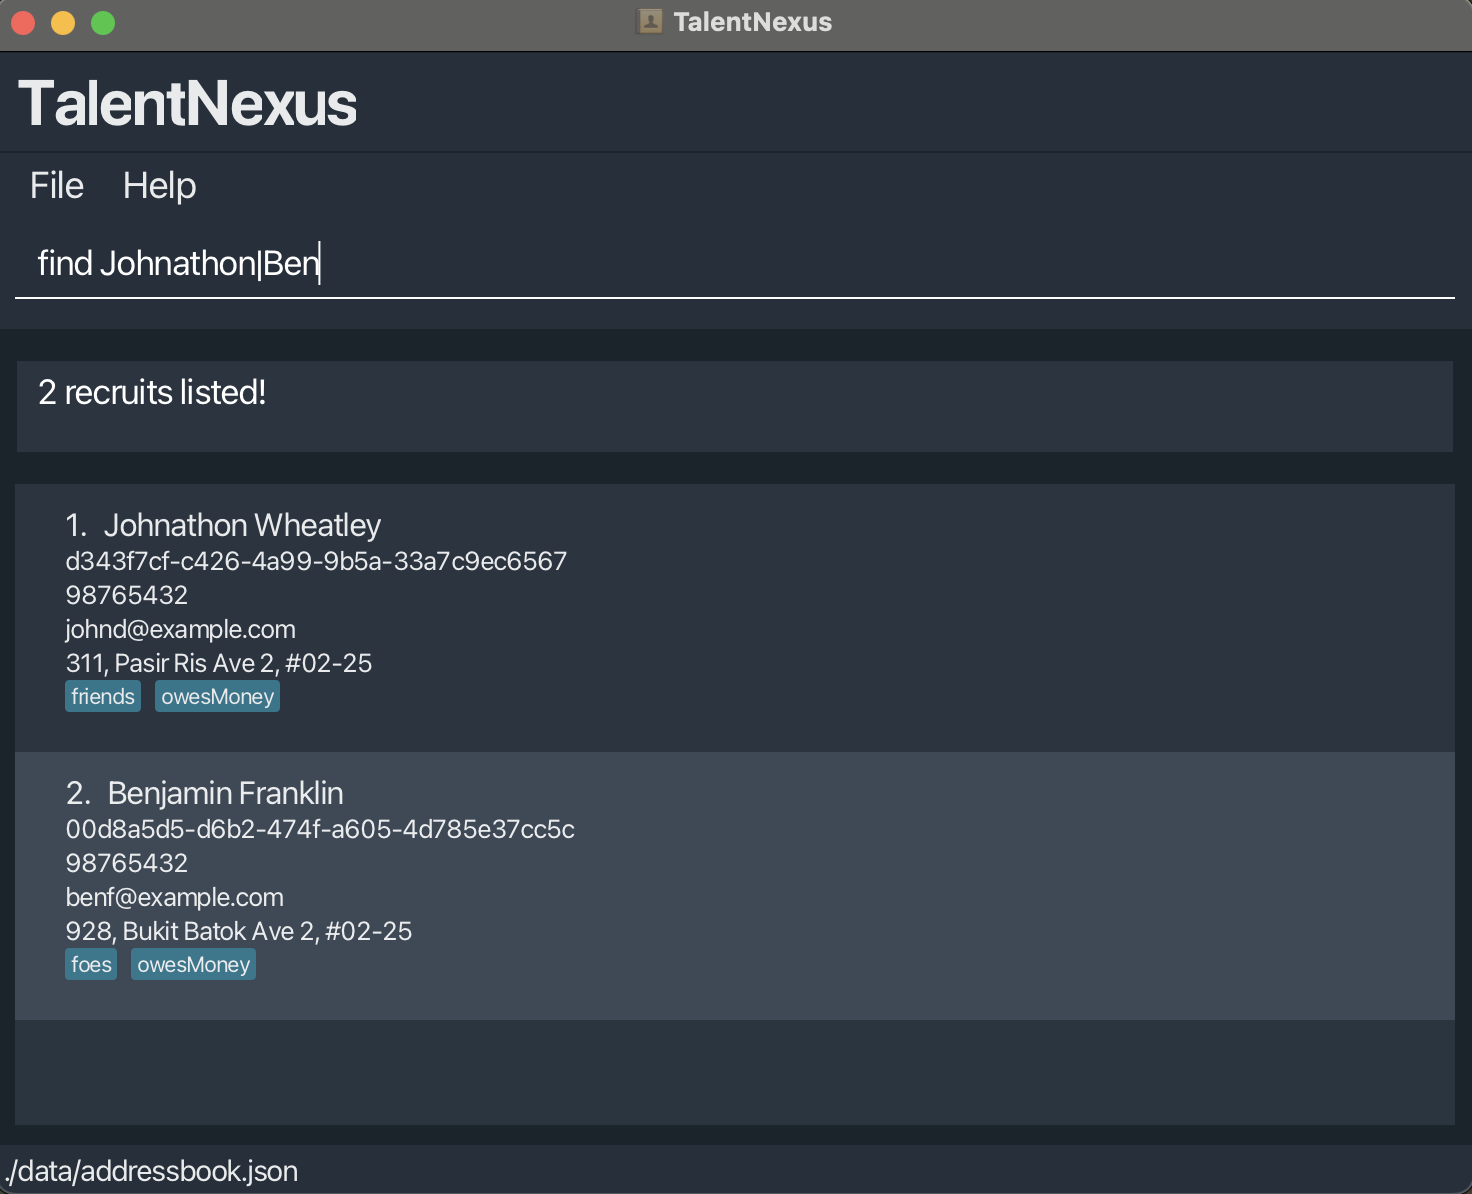 TalentNexus
TalentNexus
File Help
find Johnathon|Ben
2 recruits listed!
1. Johnathon Wheatley
d343f7cf-c426-4a99-9b5a-33a7c9ec6567
98765432
johnd@example.com
311, Pasir Ris Ave 2, #02-25
friends owesMoney
2. Benjamin Franklin
00d8a5d5-d6b2-474f-a605-4d785e37cc5c
98765432
benf@example.com
928, Bukit Batok Ave 2, #02-25
foes owesMoney
./data/addressbook.json